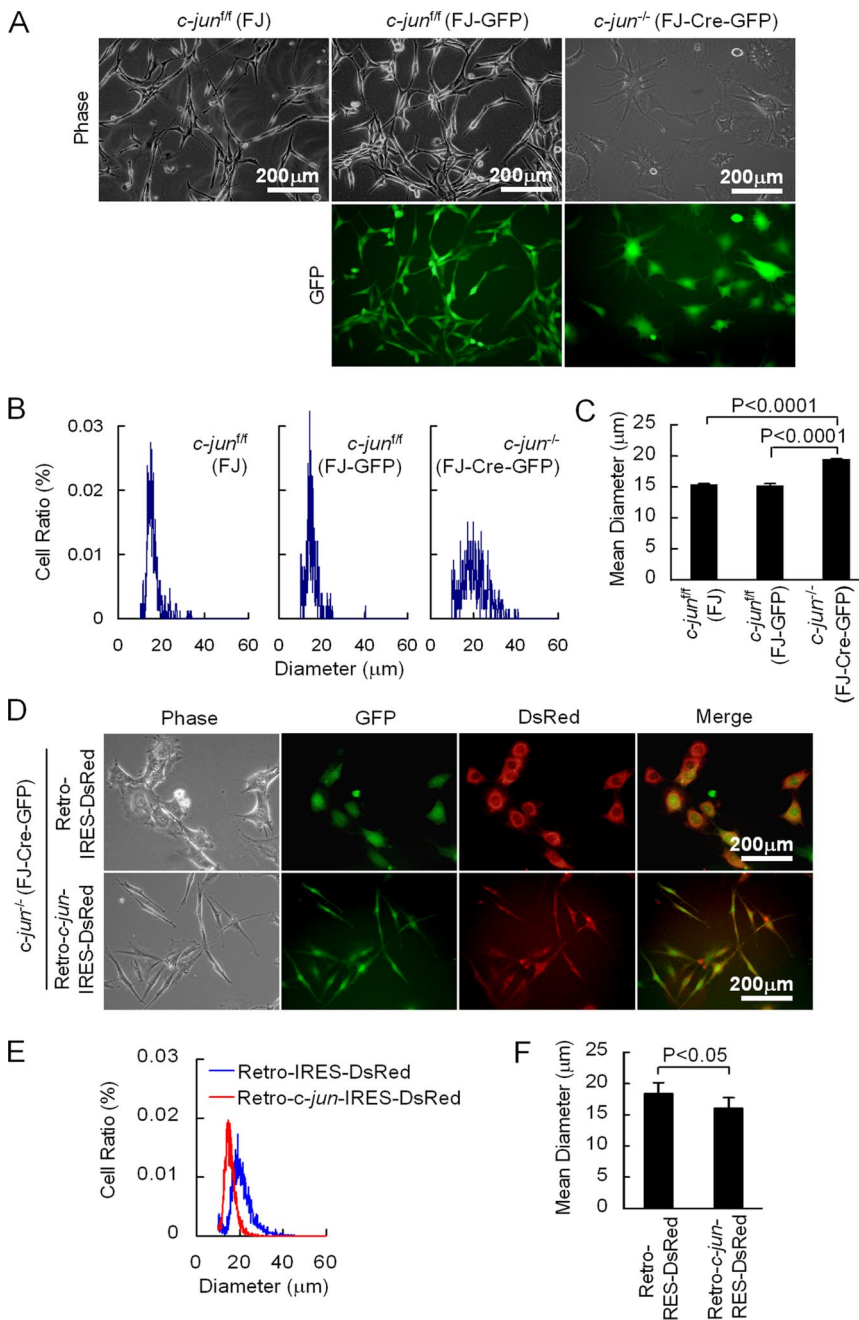 A
c-jun^f/f (FJ)
c-jun^f/f (FJ-GFP)
c-jun^-/- (FJ-Cre-GFP)
Phase
200μm
200μm
200μm
GFP
B
0.03
0.02
0.01
0
Cell Ratio (%)
c-jun^f/f
(FJ)
c-jun^f/f
(FJ-GFP)
c-jun^-/-
(FJ-Cre-GFP)
0 20 40 60
0 20 40 60
0 20 40 60
Diameter (μm)
C
P<0.0001
P<0.0001
25
20
15
10
5
0
Mean Diameter (μm)
c-jun^f/f
(FJ)
c-jun^f/f
(FJ-GFP)
c-jun^-/-
(FJ-Cre-GFP)
D
Phase
GFP
DsRed
Merge
c-jun^-/- (FJ-Cre-GFP)
Retro-
IRES-DsRed
200μm
Retro-c-jun-
IRES-DsRed
200μm
E
0.03
0.02
0.01
0
Cell Ratio (%)
Retro-IRES-DsRed
Retro-c-jun-IRES-DsRed
0 20 40 60
Diameter (μm)
F
P<0.05
25
20
15
10
5
0
Mean Diameter (μm)
Retro-
RES-DsRed
Retro-c-jun-
RES-DsRed